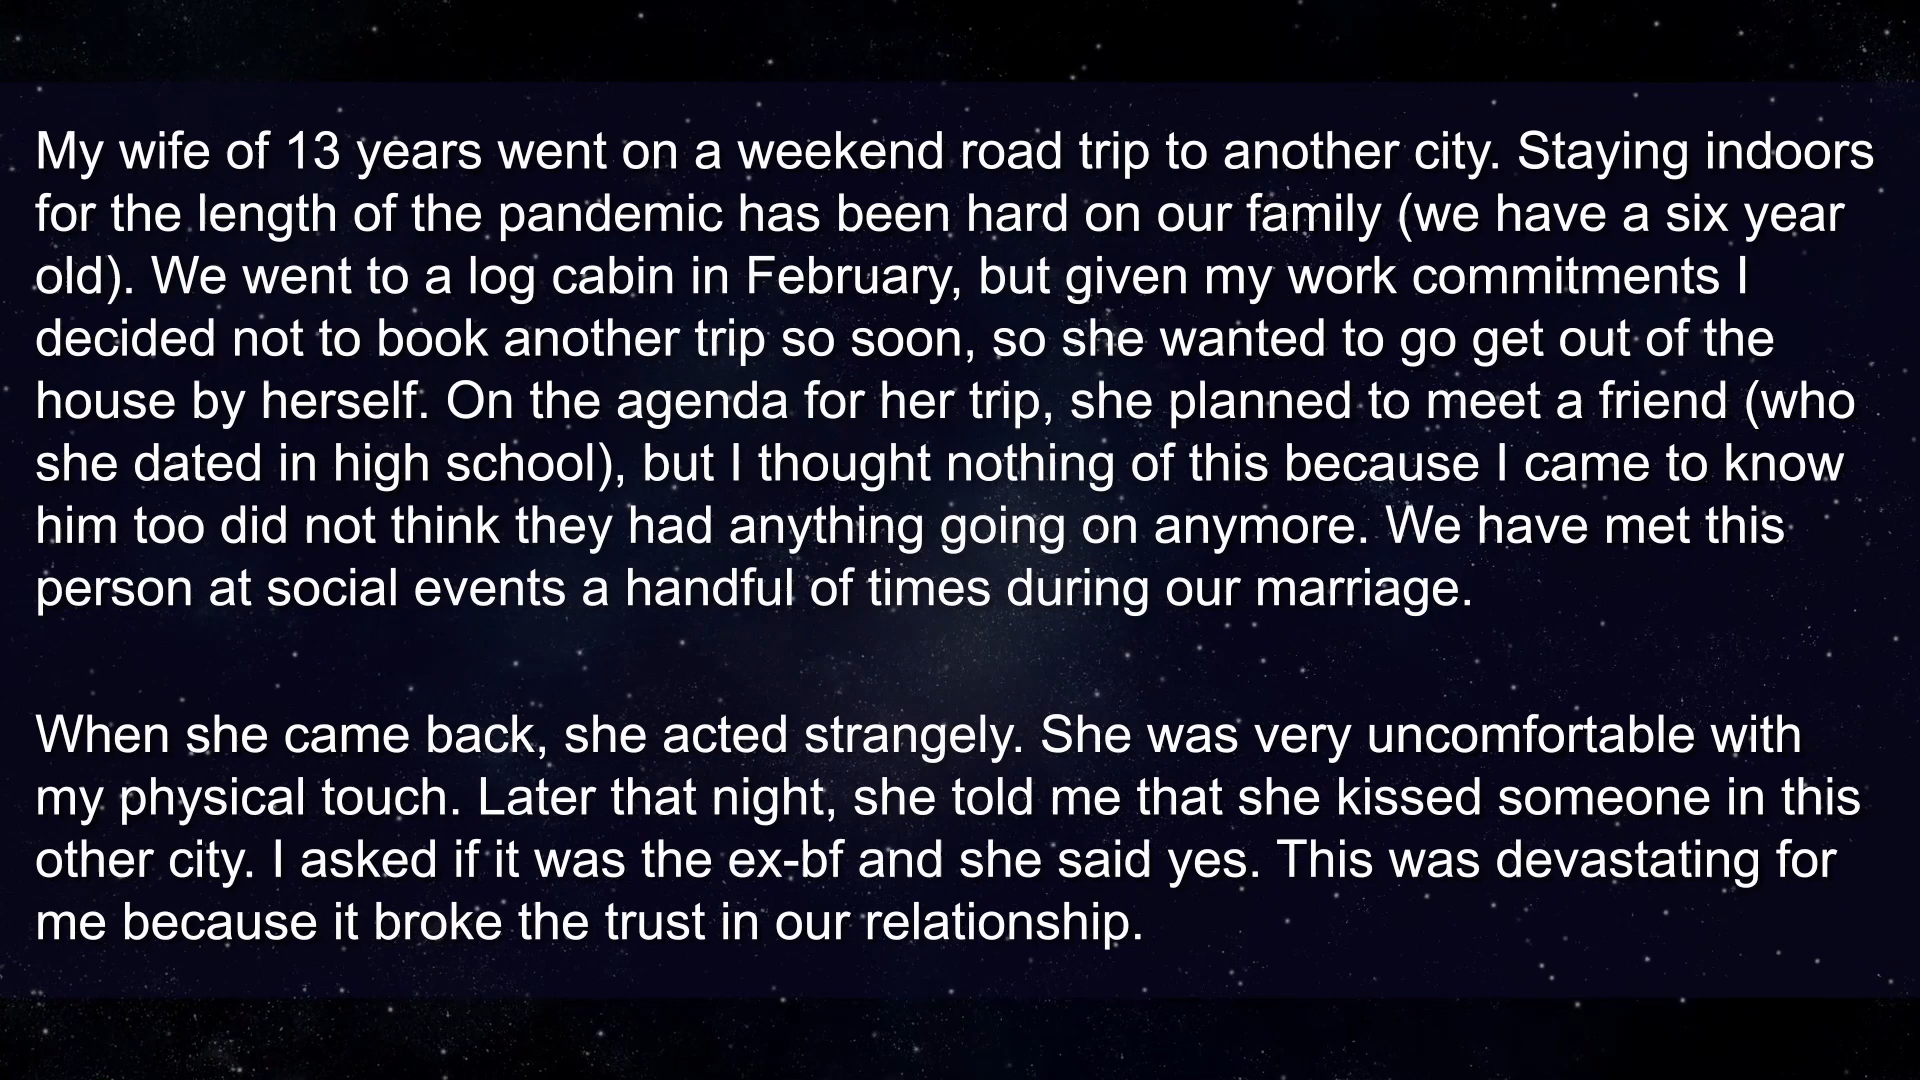 My wife of 13 years went on a weekend road trip to another city. Staying indoors
for the length of the pandemic has been hard on our family (we have a six year
old). We went to a log cabin in February, but given my work commitments I
decided not to book another trip so soon, so she wanted to go get out of the
house by herself. On the agenda for her trip, she planned to meet a friend (who
she dated in high school), but I thought nothing of this because I came to know
him too did not think they had anything going on anymore. We have met this
person at social events a handful of times during our marriage.
When she came back, she acted strangely. She was very uncomfortable with
my physical touch. Later that night, she told me that she kissed someone in this
other city. I asked if it was the ex-bf and she said yes. This was devastating for
me because it broke the trust in our relationship.